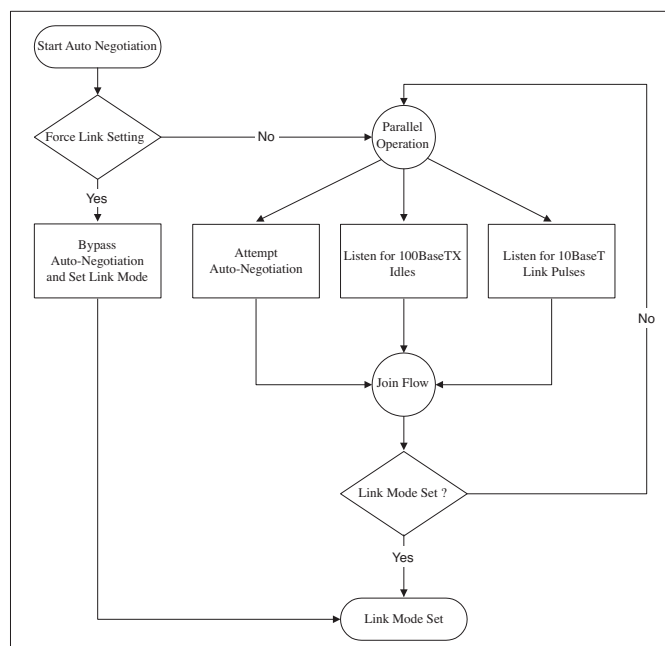 Start Auto Negotiation
Force Link Setting
No
Parallel
Operation
Yes
Bypass
Auto-Negotiation
and Set Link Mode
Attempt
Auto-Negotiation
Listen for 100BaseTX
Idles
Listen for 10BaseT
Link Pulses
No
Join Flow
Link Mode Set ?
Yes
Link Mode Set